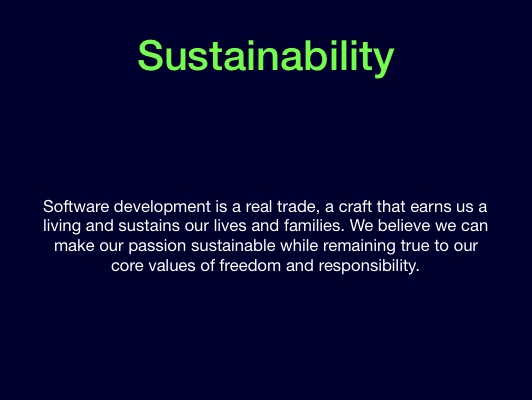 Sustainability
Software development is a real trade, a craft that earns us a
living and sustains our lives and families. We believe we can
make our passion sustainable while remaining true to our
core values of freedom and responsibility.